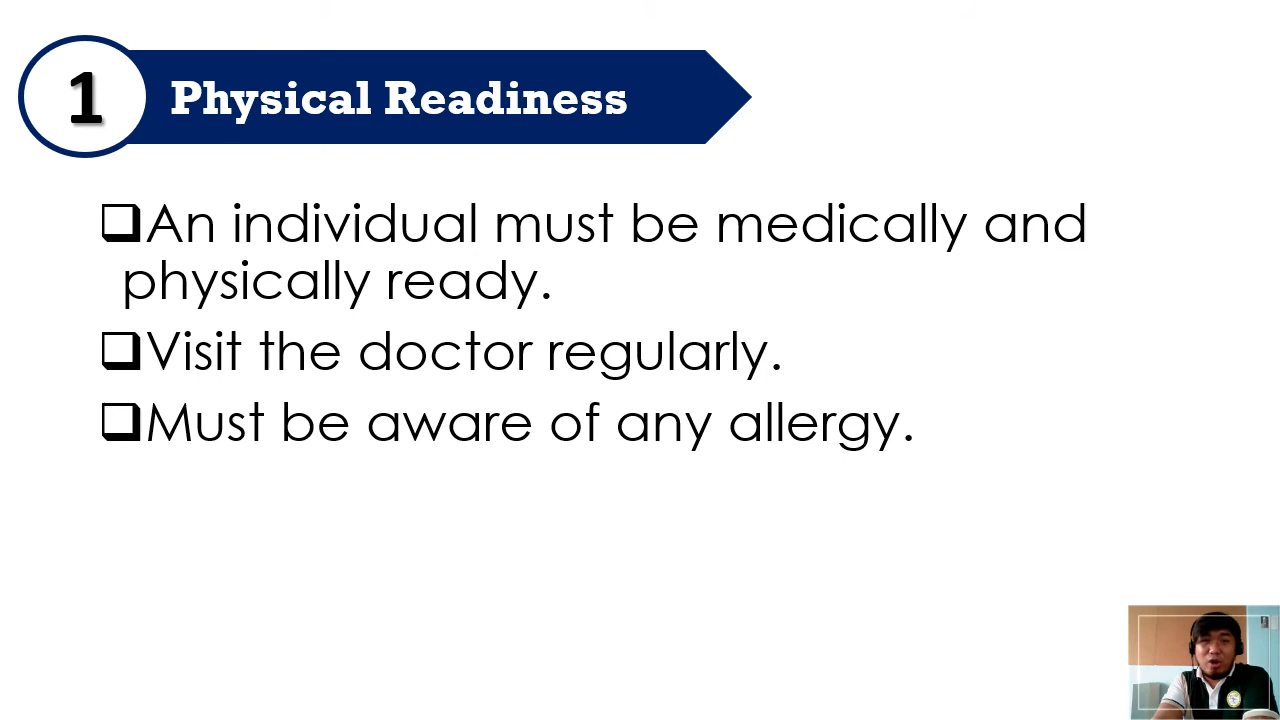 1
Physical Readiness
❑An individual must be medically and
physically ready.
❑Visit the doctor regularly.
❑Must be aware of any allergy.